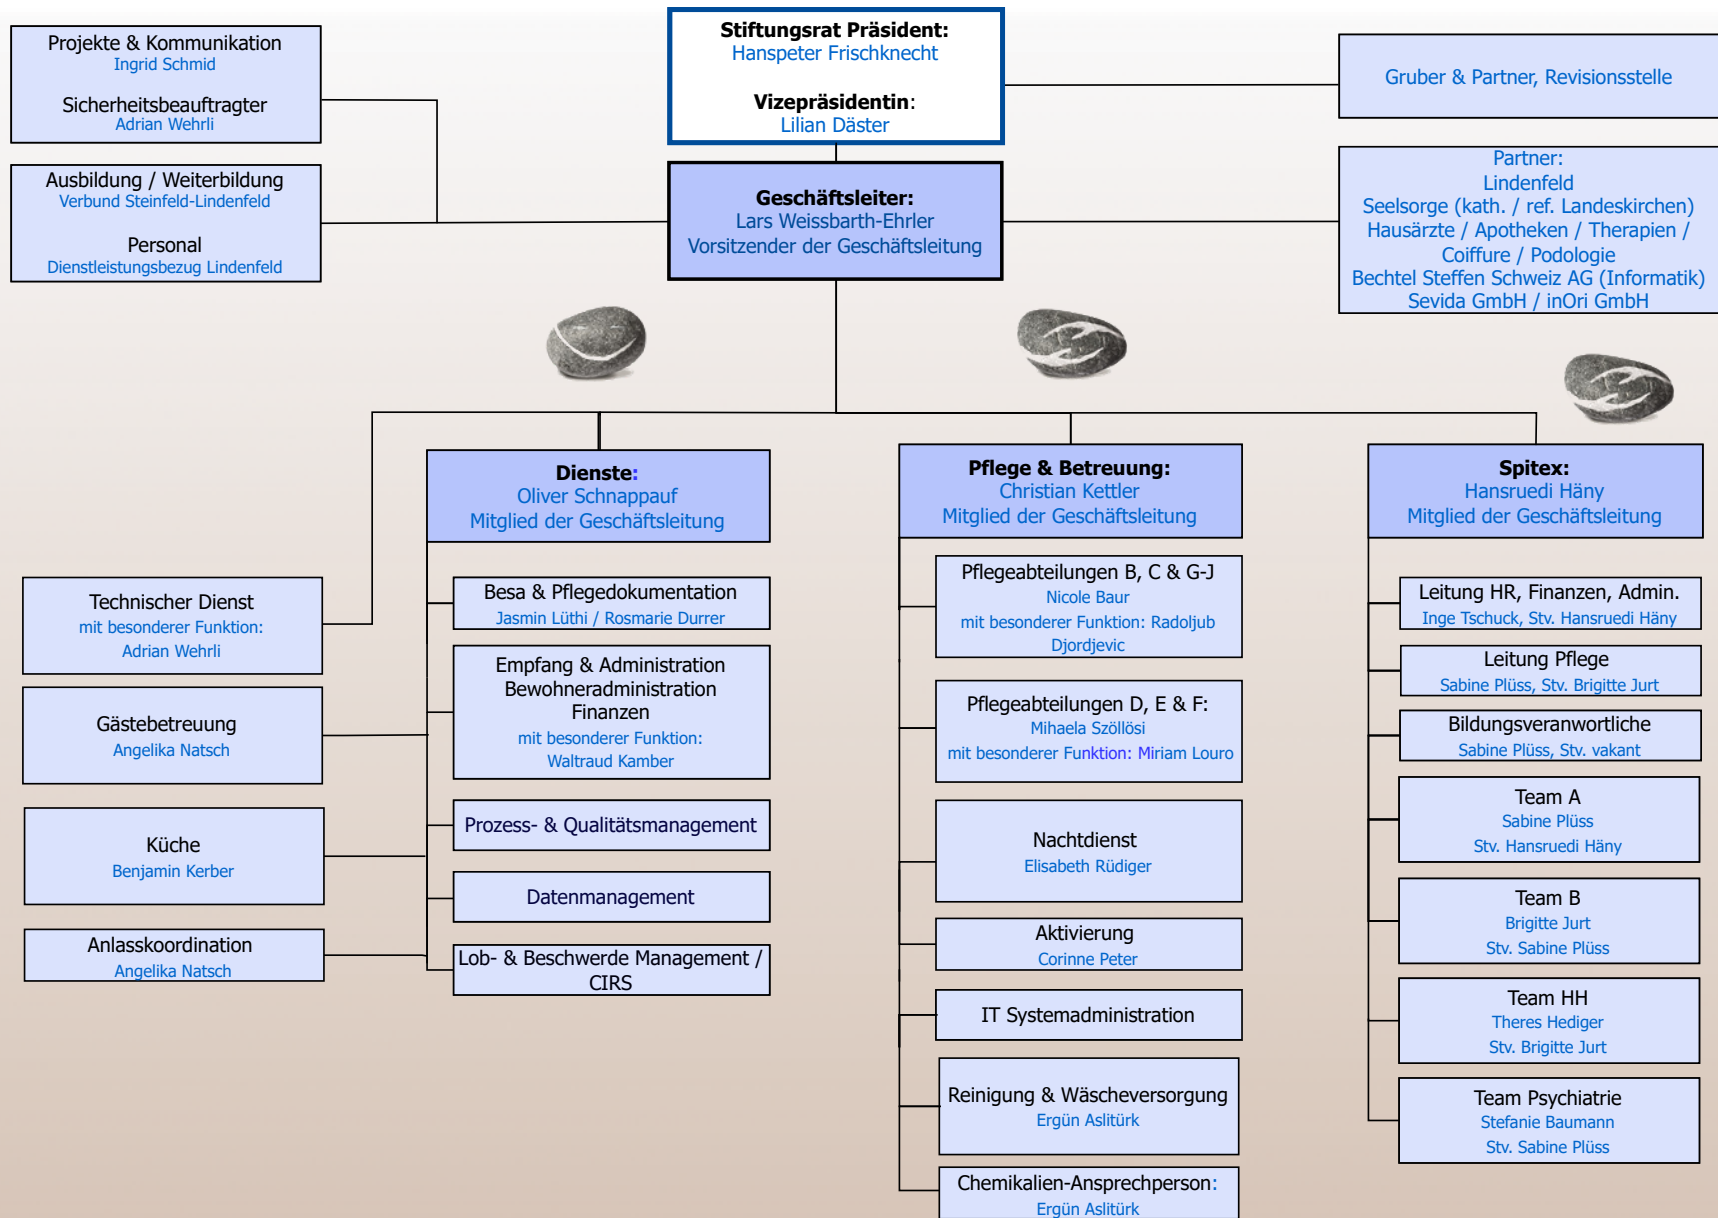 Projekte & Kommunikation
Ingrid Schmid
Sicherheitsbeauftragter
Adrian Wehrli
Stiftungsrat Präsident:
Hanspeter Frischknecht
Vizepräsidentin:
Lilian Däster
Gruber & Partner, Revisionsstelle
Ausbildung / Weiterbildung
Verbund Steinfeld-Lindenfeld
Personal
Dienstleistungsbezug Lindenfeld
Geschäftsleiter:
Lars Weissbarth-Ehrler
Vorsitzender der Geschäftsleitung
Partner:
Lindenfeld
Seelsorge (kath. / ref. Landeskirchen)
Hausärzte / Apotheken / Therapien /
Coiffure / Podologie
Bechtel Steffen Schweiz AG (Informatik)
Sevida GmbH / inOri GmbH
Technischer Dienst
mit besonderer Funktion:
Adrian Wehrli
Gästebetreuung
Angelika Natsch
Küche
Benjamin Kerber
Anlasskoordination
Angelika Natsch
Dienste:
Oliver Schnappauf
Mitglied der Geschäftsleitung
Besa & Pflegedokumentation
Jasmin Lüthi / Rosmarie Durrer
Empfang & Administration
Bewohneradministration
Finanzen
mit besonderer Funktion:
Waltraud Kamber
Prozess- & Qualitätsmanagement
Datenmanagement
Lob- & Beschwerde Management /
CIRS
Pflege & Betreuung:
Christian Kettler
Mitglied der Geschäftsleitung
Pflegeabteilungen B, C & G-J
Nicole Baur
mit besonderer Funktion: Radoljub
Djordjevic
Pflegeabteilungen D, E & F:
Mihaela Szöllösi
mit besonderer Funktion: Miriam Louro
Nachtdienst
Elisabeth Rüdiger
Aktivierung
Corinne Peter
IT Systemadministration
Reinigung & Wäscheversorgung
Ergün Aslitürk
Chemikalien-Ansprechperson:
Ergün Aslitürk
Spitex:
Hansruedi Häny
Mitglied der Geschäftsleitung
Leitung HR, Finanzen, Admin.
Inge Tschuck, Stv. Hansruedi Häny
Leitung Pflege
Sabine Plüss, Stv. Brigitte Jurt
Bildungsveranwortliche
Sabine Plüss, Stv. vakant
Team A
Sabine Plüss
Stv. Hansruedi Häny
Team B
Brigitte Jurt
Stv. Sabine Plüss
Team HH
Theres Hediger
Stv. Brigitte Jurt
Team Psychiatrie
Stefanie Baumann
Stv. Sabine Plüss